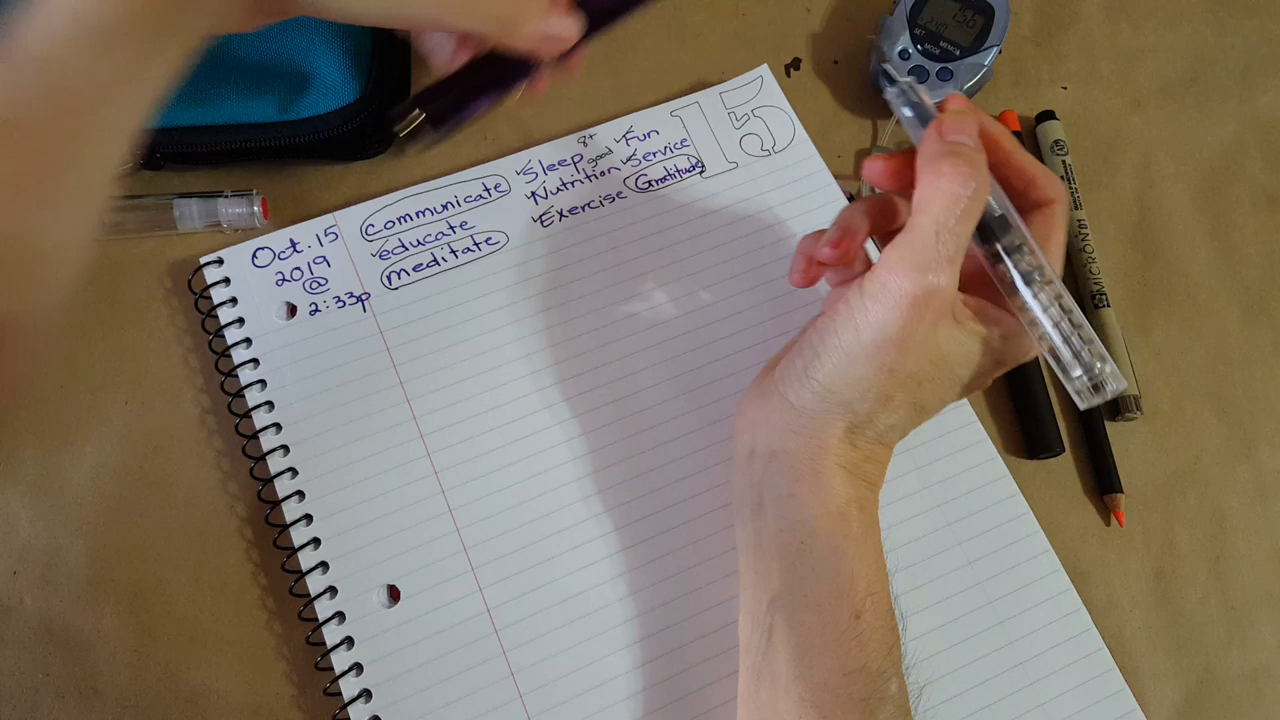 Oct. 15
2019
@
2:33p
communicate
✓educate
meditate
✓Sleep 8+
✓Nutrition good
✓Exercise
✓Fun
✓Service
Gratitude
15
SET
MODE
MEMO
MICRON 01